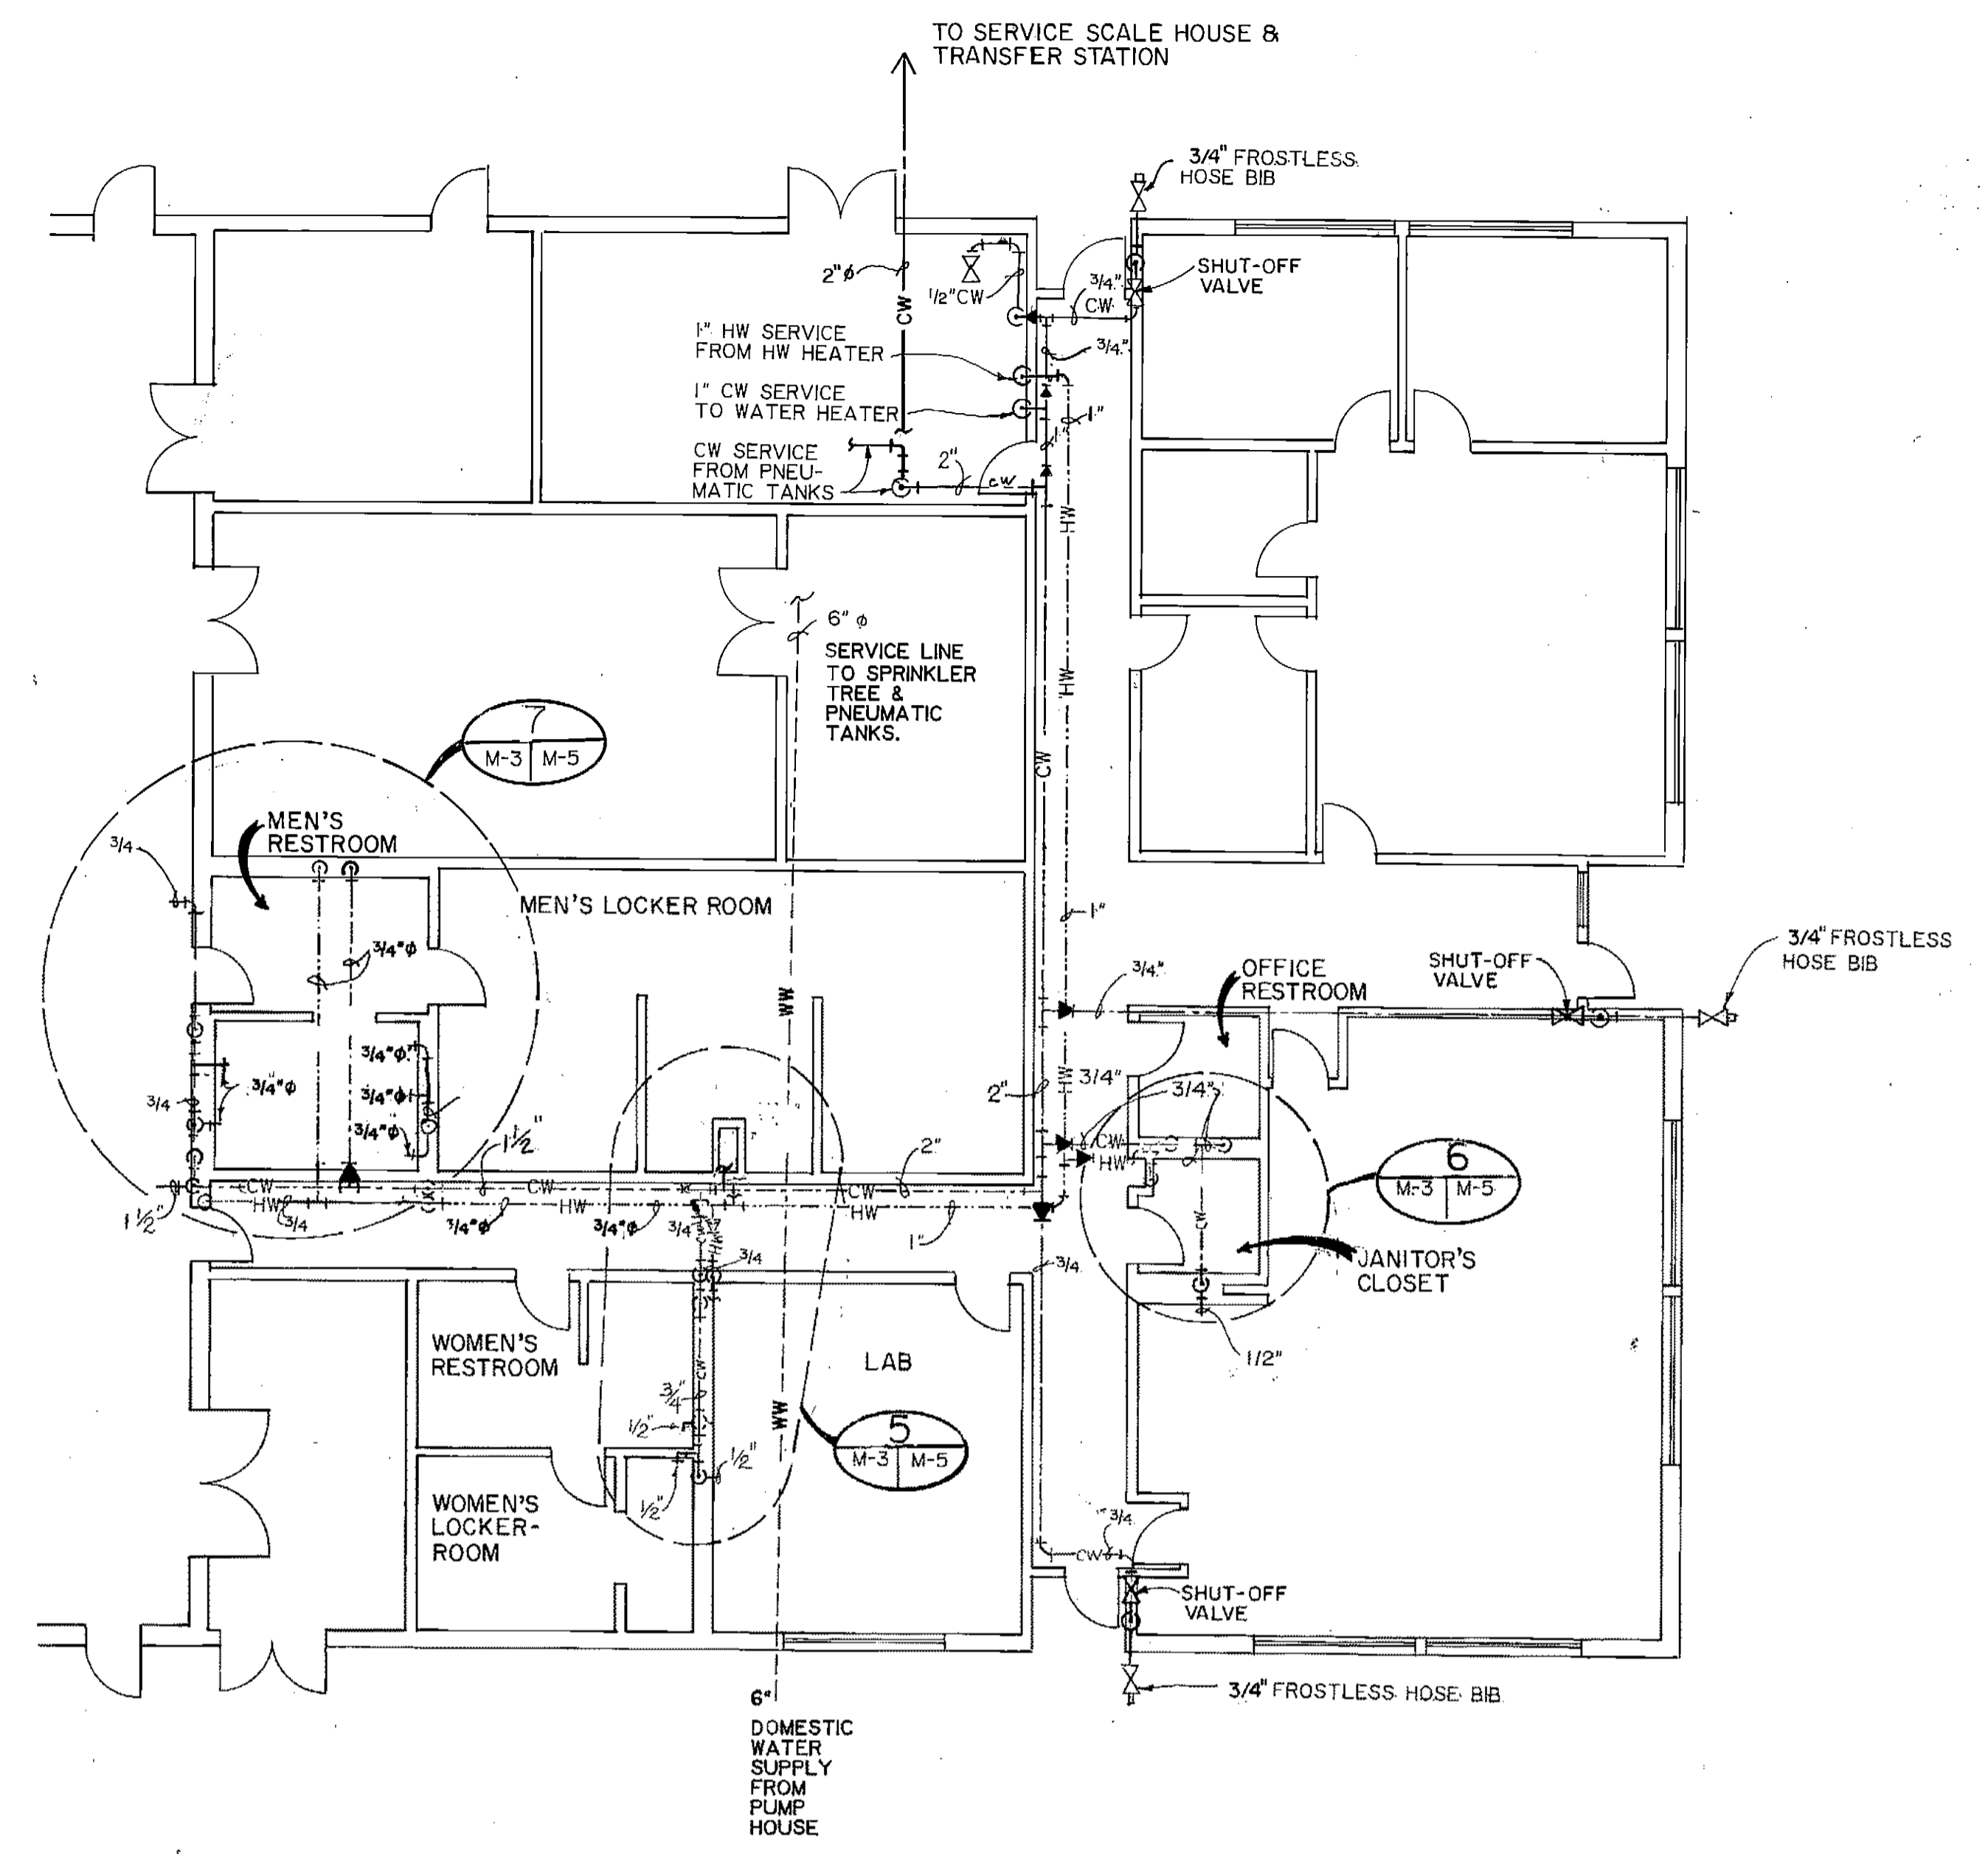 TO SERVICE SCALE HOUSE &
TRANSFER STATION
3/4" FROSTLESS
HOSE BIB
2"φ
1/2"CW
CW
3/4"
CW
SHUT-OFF
VALVE
1" HW SERVICE
FROM HW HEATER
3/4"
1" CW SERVICE
TO WATER HEATER
1"
1"
CW SERVICE
FROM PNEU-
MATIC TANKS
2"
CW
HW
6" φ
SERVICE LINE
TO SPRINKLER
TREE &
PNEUMATIC
TANKS.
HW
7
M-3 M-5
CW
MEN'S
RESTROOM
3/4
MEN'S LOCKER ROOM
1"
3/4"φ
3/4" FROSTLESS
HOSE BIB
SHUT-OFF
VALVE
3/4"
OFFICE
RESTROOM
WW
3/4"φ
3/4"φ
3/4"φ
3/4"φ
3/4
HW
3/4"
3/4"
2"
1 1/2"
2"
CW
HW
6
M-3 M-5
CW
CW
CW
HW
HW
HW
1 1/2"
3/4
3/4"φ
3/4"φ
3/4
1"
CW
HW
3/4
3/4
JANITOR'S
CLOSET
WOMEN'S
RESTROOM
LAB
1/2"
CW
3/4"
1/2"
WW
5
M-3 M-5
1/2"
1/2"
WOMEN'S
LOCKER-
ROOM
3/4
CW
SHUT-OFF
VALVE
3/4" FROSTLESS HOSE BIB
6"
DOMESTIC
WATER
SUPPLY
FROM
PUMP
HOUSE